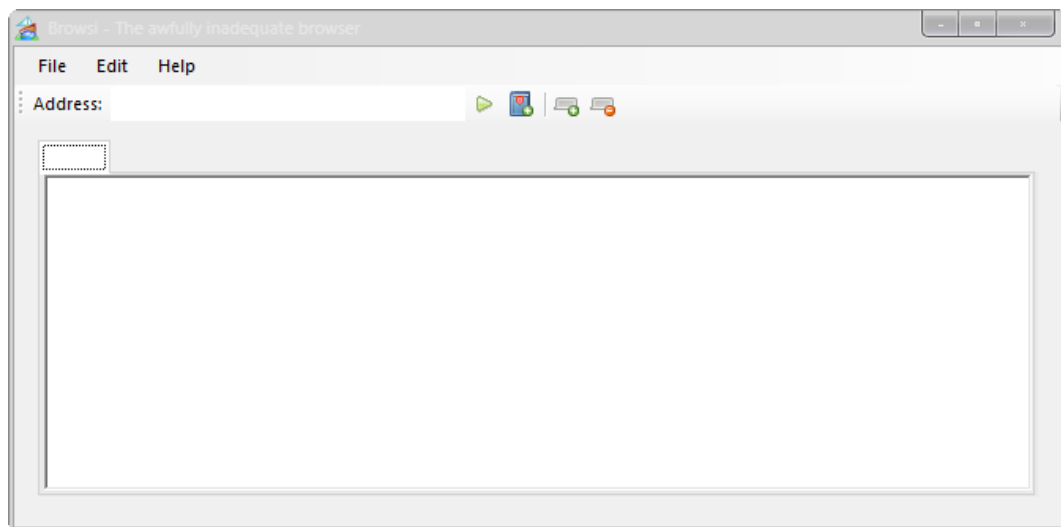 Browsi - The awfully inadequate browser
File Edit Help
Address: